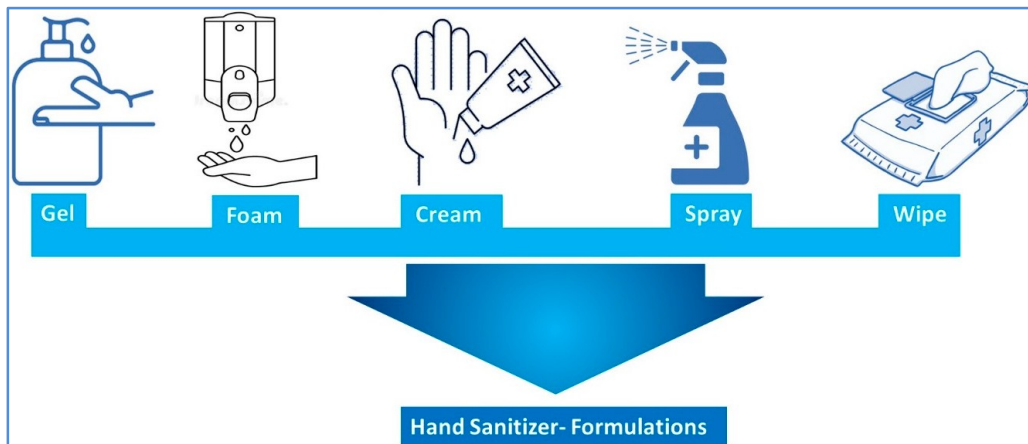 Gel
Foam
Cream
Spray
Wipe
Hand Sanitizer- Formulations